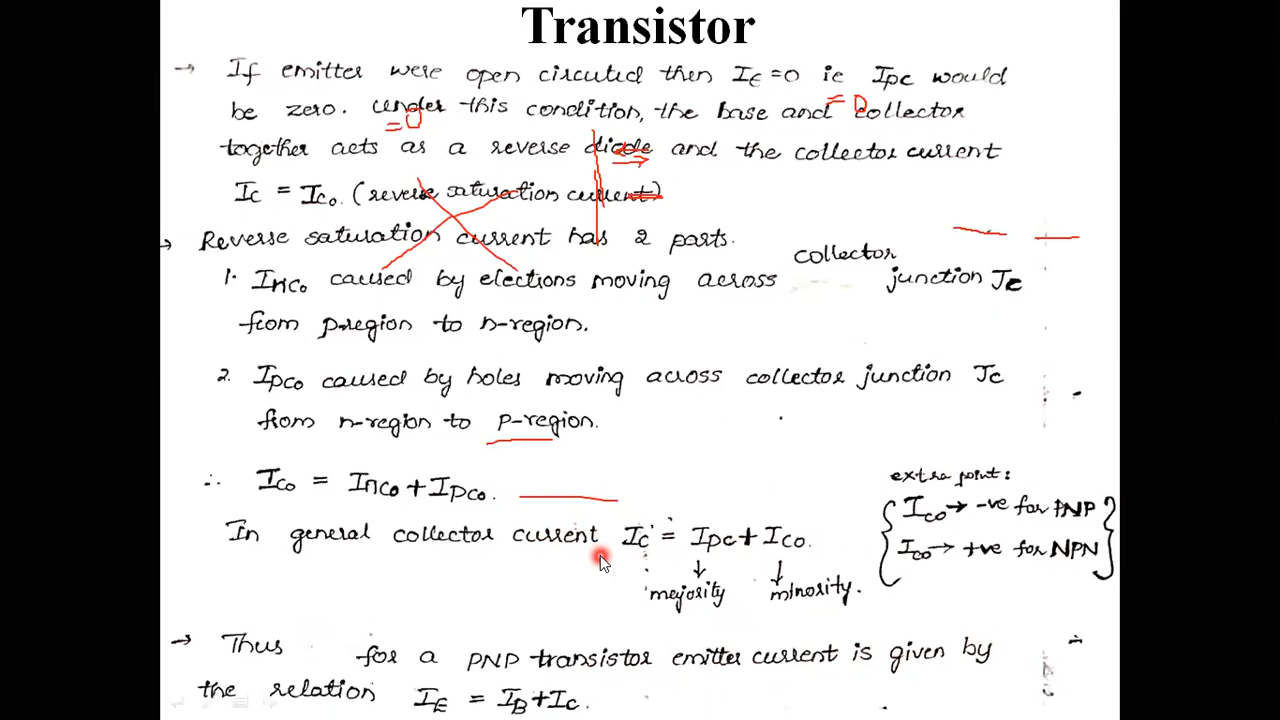 Transistor
→ If emitter were open circuted then IE=0 ie Ipc would
be zero. Under this condition, the base and collector
= 0
= 0
together acts as a reverse diode and the collector current
Ic = Ico. (reverse saturation current)
→ Reverse saturation current has 2 parts.
1. Inco caused by elections moving across collector junction Jc
from p-region to n-region.
2. Ipco caused by holes moving across collector junction Jc
from n-region to p-region.
∴ Ico = Inco + Ipco.
In general collector current Ic = Ipc + Ico.
↓ ↓
majority minority.
extra point:
{ Ico → -ve for PNP }
{ Ico → +ve for NPN }
→ Thus for a PNP transistor emitter current is given by
the relation IE = IB + Ic.